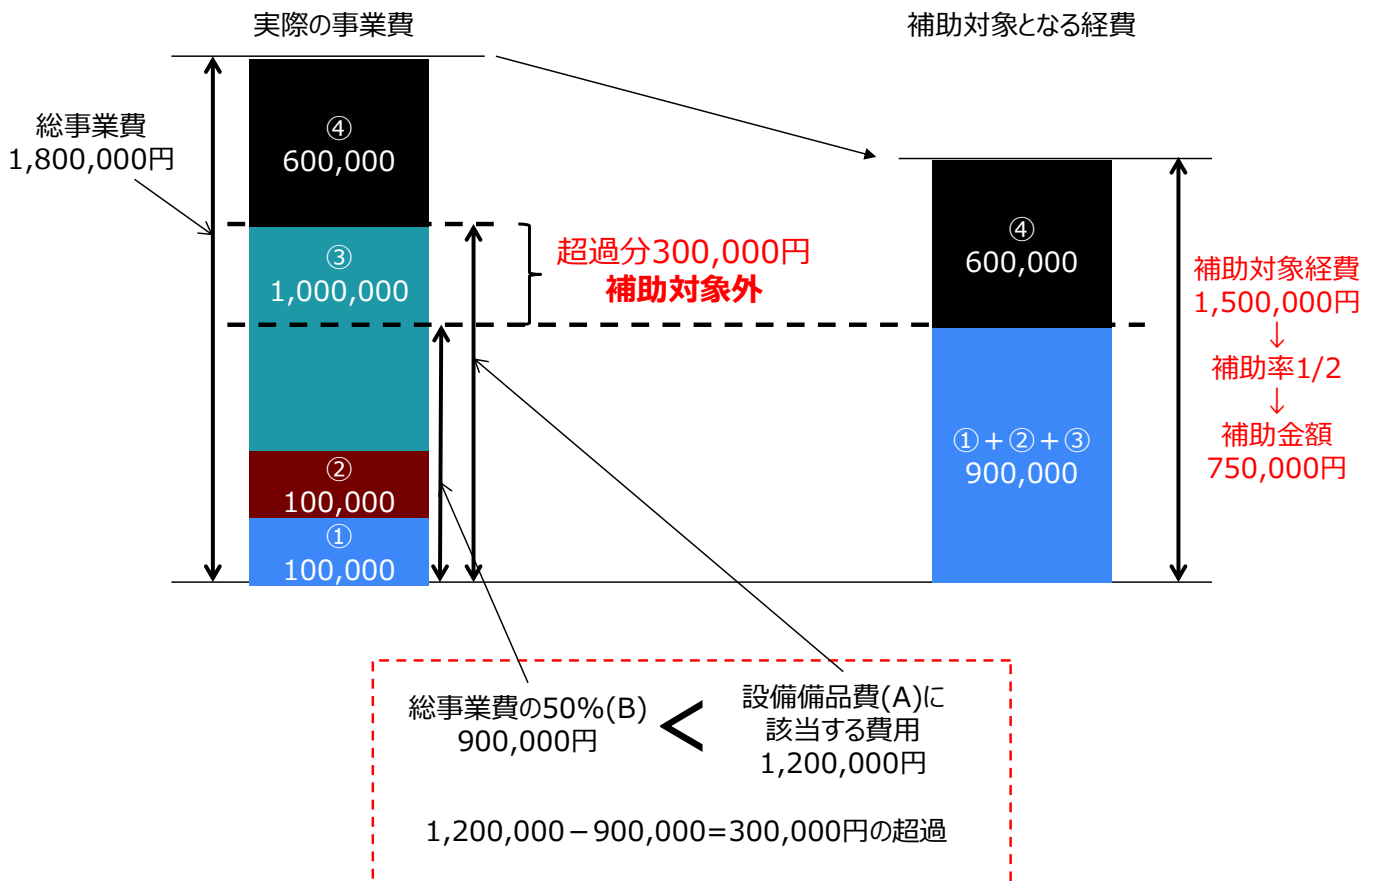 実際の事業費
補助対象となる経費
総事業費
1,800,000円
④
600,000
③
1,000,000
②
100,000
①
100,000
超過分300,000円
補助対象外
④
600,000
①+②+③
900,000
補助対象経費
1,500,000円
↓
補助率1/2
↓
補助金額
750,000円
総事業費の50%(B)
900,000円
<
設備備品費(A)に
該当する費用
1,200,000円
1,200,000-900,000=300,000円の超過